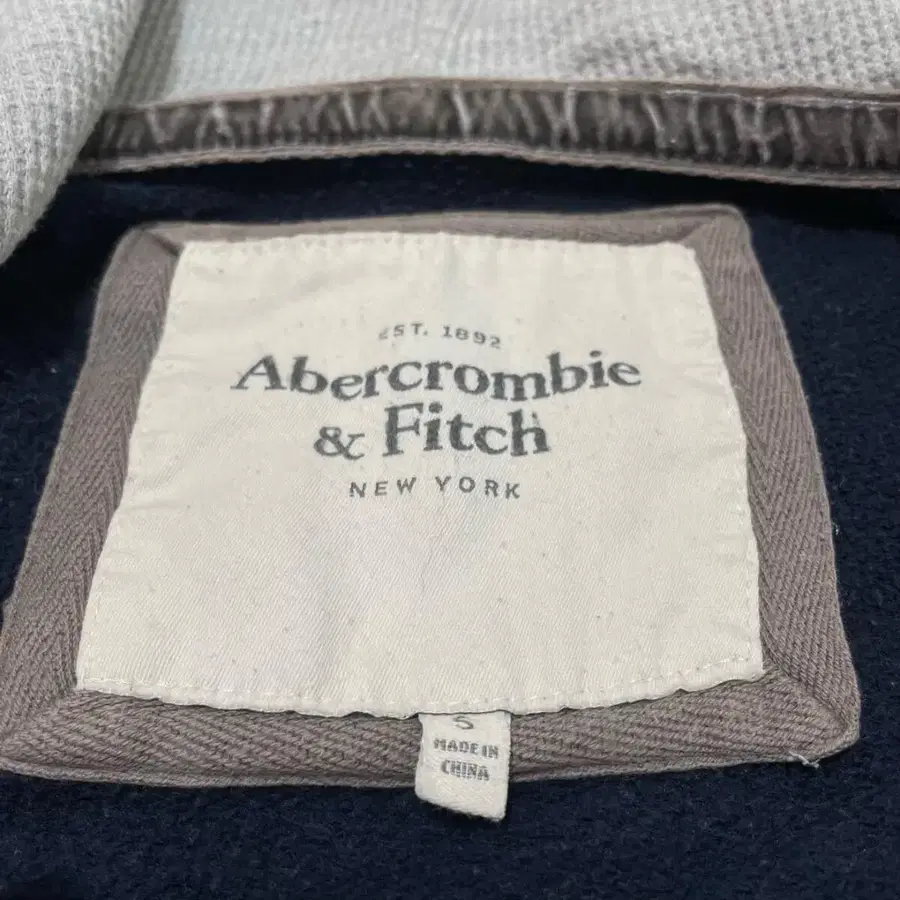 EST. 1892
Abercrombie
& Fitch
NEW YORK
S
MADE IN
CHINA